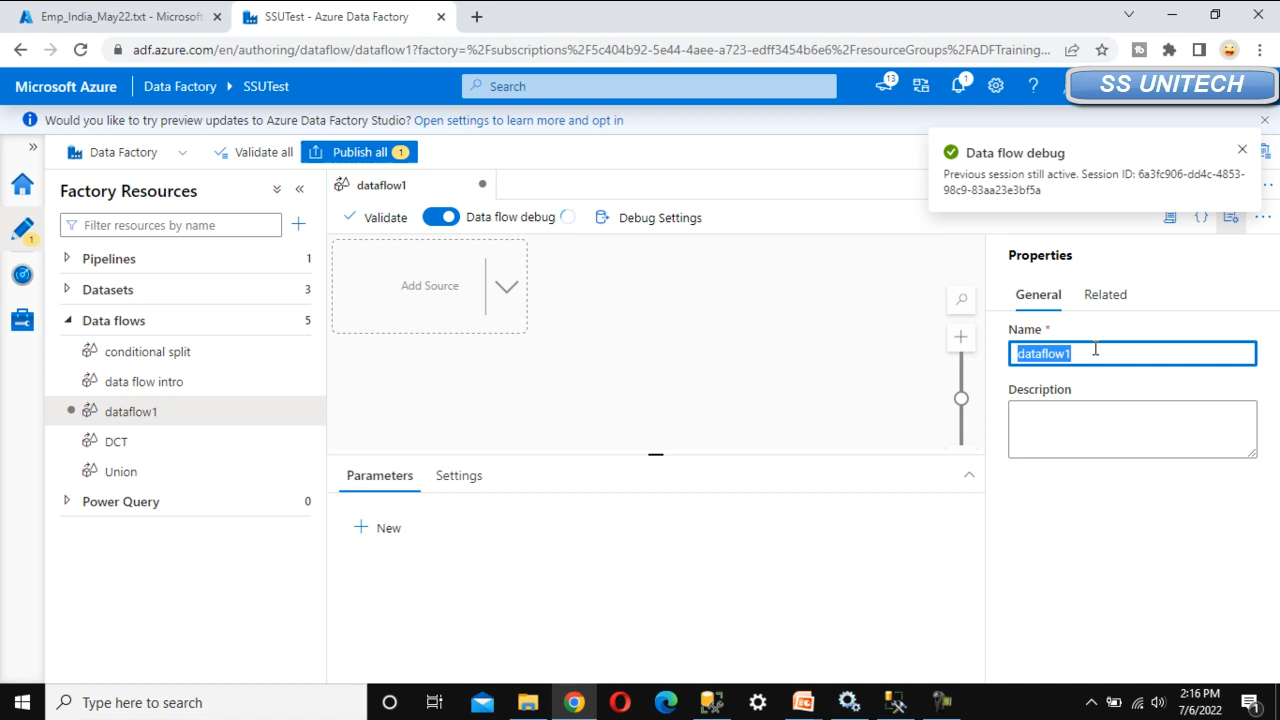 Emp_India_May22.txt - Microsoft
SSUTest - Azure Data Factory
adf.azure.com/en/authoring/dataflow/dataflow1?factory=%2Fsubscriptions%2F5c404b92-5e44-4aee-a723-edff3454b6e6%2FresourceGroups%2FADFTraining...
Microsoft Azure
Data Factory
SSUTest
Search
13
1
SS UNITECH
Would you like to try preview updates to Azure Data Factory Studio? Open settings to learn more and opt in
Data Factory
Validate all
Publish all 1
Data flow debug
Previous session still active. Session ID: 6a3fc906-dd4c-4853-
98c9-83aa23e3bf5a
Factory Resources
dataflow1
Filter resources by name
Validate
Data flow debug
Debug Settings
1
Pipelines 1
Datasets 3
Data flows 5
conditional split
data flow intro
dataflow1
DCT
Union
Power Query 0
Add Source
Parameters
Settings
New
Properties
General
Related
Name *
dataflow1
Description
Type here to search
2:16 PM
7/6/2022
1